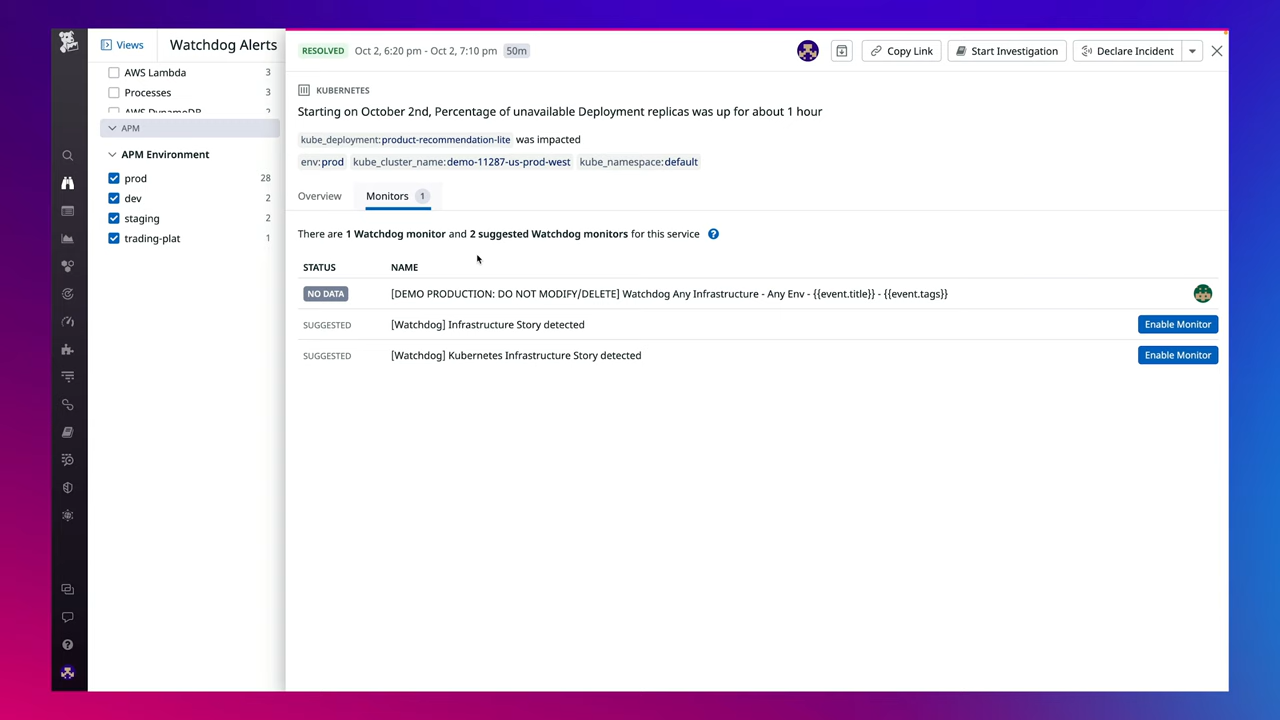 Views
Watchdog Alerts
AWS Lambda 3
Processes 3
AWS DynamoDB 2
APM
APM Environment
prod 28
dev 2
staging 2
trading-plat 1
RESOLVED Oct 2, 6:20 pm - Oct 2, 7:10 pm 50m
Copy Link
Start Investigation
Declare Incident
KUBERNETES
Starting on October 2nd, Percentage of unavailable Deployment replicas was up for about 1 hour
kube_deployment:product-recommendation-lite was impacted
env:prod kube_cluster_name:demo-11287-us-prod-west kube_namespace:default
Overview Monitors 1
There are 1 Watchdog monitor and 2 suggested Watchdog monitors for this service ?
STATUS NAME
NO DATA [DEMO PRODUCTION: DO NOT MODIFY/DELETE] Watchdog Any Infrastructure - Any Env - {{event.title}} - {{event.tags}}
SUGGESTED [Watchdog] Infrastructure Story detected Enable Monitor
SUGGESTED [Watchdog] Kubernetes Infrastructure Story detected Enable Monitor